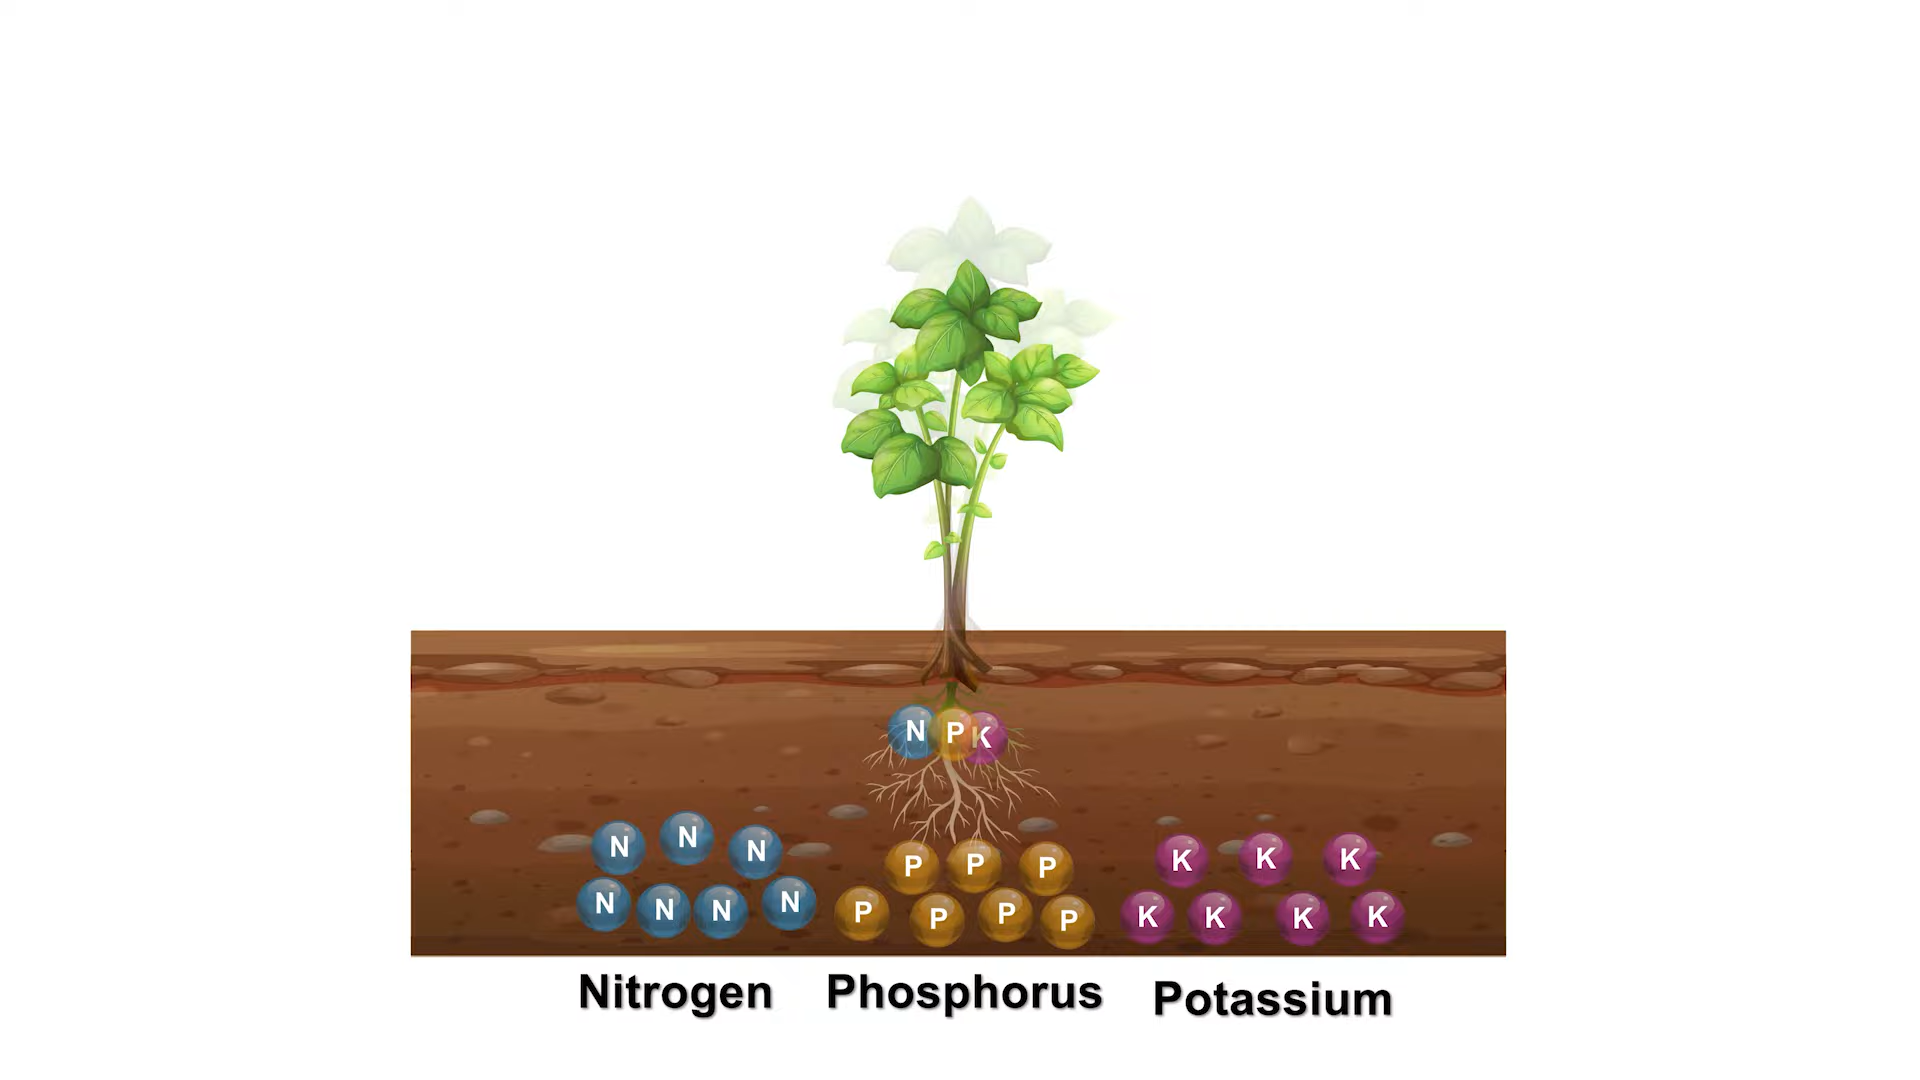 N P K
N N N
N N N N
P P P
P P P P
K K K
K K K K
Nitrogen
Phosphorus
Potassium